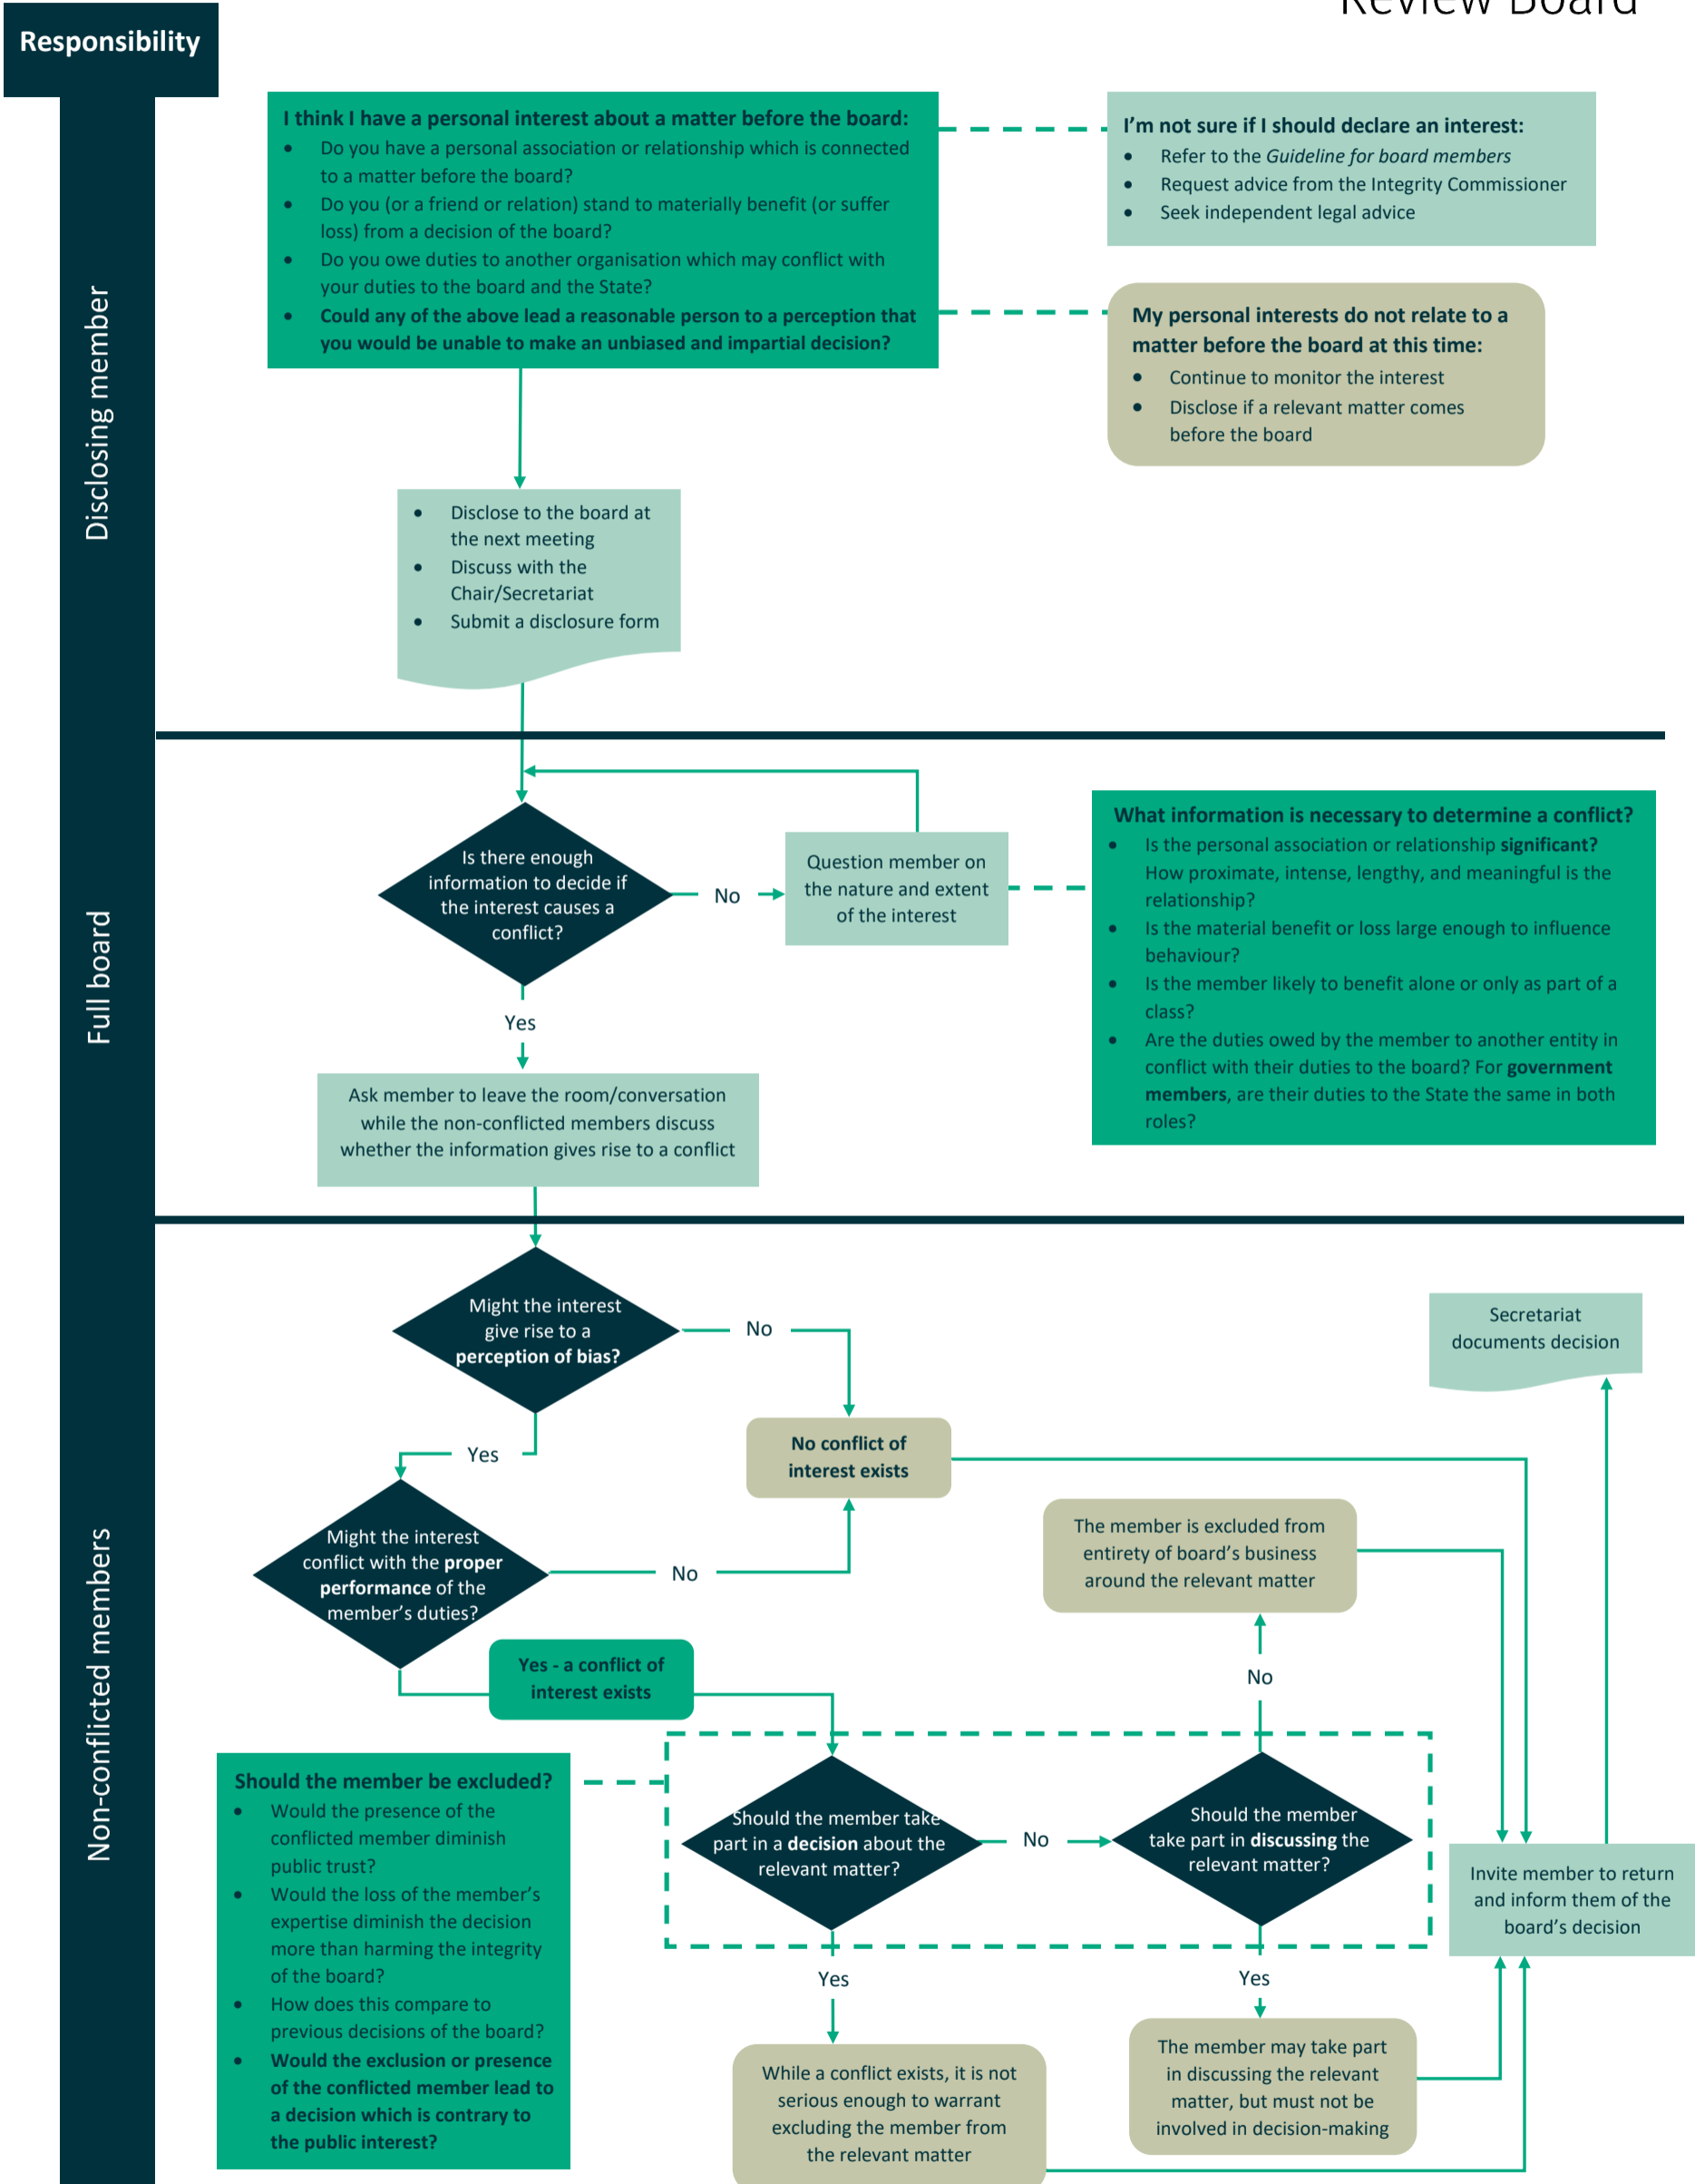 Review Board
Responsibility
Disclosing member
I think I have a personal interest about a matter before the board:
• Do you have a personal association or relationship which is connected
to a matter before the board?
• Do you (or a friend or relation) stand to materially benefit (or suffer
loss) from a decision of the board?
• Do you owe duties to another organisation which may conflict with
your duties to the board and the State?
• Could any of the above lead a reasonable person to a perception that
you would be unable to make an unbiased and impartial decision?
I'm not sure if I should declare an interest:
• Refer to the Guideline for board members
• Request advice from the Integrity Commissioner
• Seek independent legal advice
My personal interests do not relate to a
matter before the board at this time:
• Continue to monitor the interest
• Disclose if a relevant matter comes
before the board
• Disclose to the board at
the next meeting
• Discuss with the
Chair/Secretariat
• Submit a disclosure form
Full board
Is there enough
information to decide if
the interest causes a
conflict?
No
Question member on
the nature and extent
of the interest
What information is necessary to determine a conflict?
• Is the personal association or relationship significant?
How proximate, intense, lengthy, and meaningful is the
relationship?
• Is the material benefit or loss large enough to influence
behaviour?
• Is the member likely to benefit alone or only as part of a
class?
• Are the duties owed by the member to another entity in
conflict with their duties to the board? For government
members, are their duties to the State the same in both
roles?
Yes
Ask member to leave the room/conversation
while the non-conflicted members discuss
whether the information gives rise to a conflict
Non-conflicted members
Might the interest
give rise to a
perception of bias?
No
Secretariat
documents decision
Yes
No conflict of
interest exists
Might the interest
conflict with the proper
performance of the
member's duties?
No
The member is excluded from
entirety of board's business
around the relevant matter
Yes - a conflict of
interest exists
No
Should the member be excluded?
• Would the presence of the
conflicted member diminish
public trust?
• Would the loss of the member's
expertise diminish the decision
more than harming the integrity
of the board?
• How does this compare to
previous decisions of the board?
• Would the exclusion or presence
of the conflicted member lead to
a decision which is contrary to
the public interest?
Should the member take
part in a decision about the
relevant matter?
No
Should the member
take part in discussing the
relevant matter?
Invite member to return
and inform them of the
board's decision
Yes
Yes
While a conflict exists, it is not
serious enough to warrant
excluding the member from
the relevant matter
The member may take part
in discussing the relevant
matter, but must not be
involved in decision-making